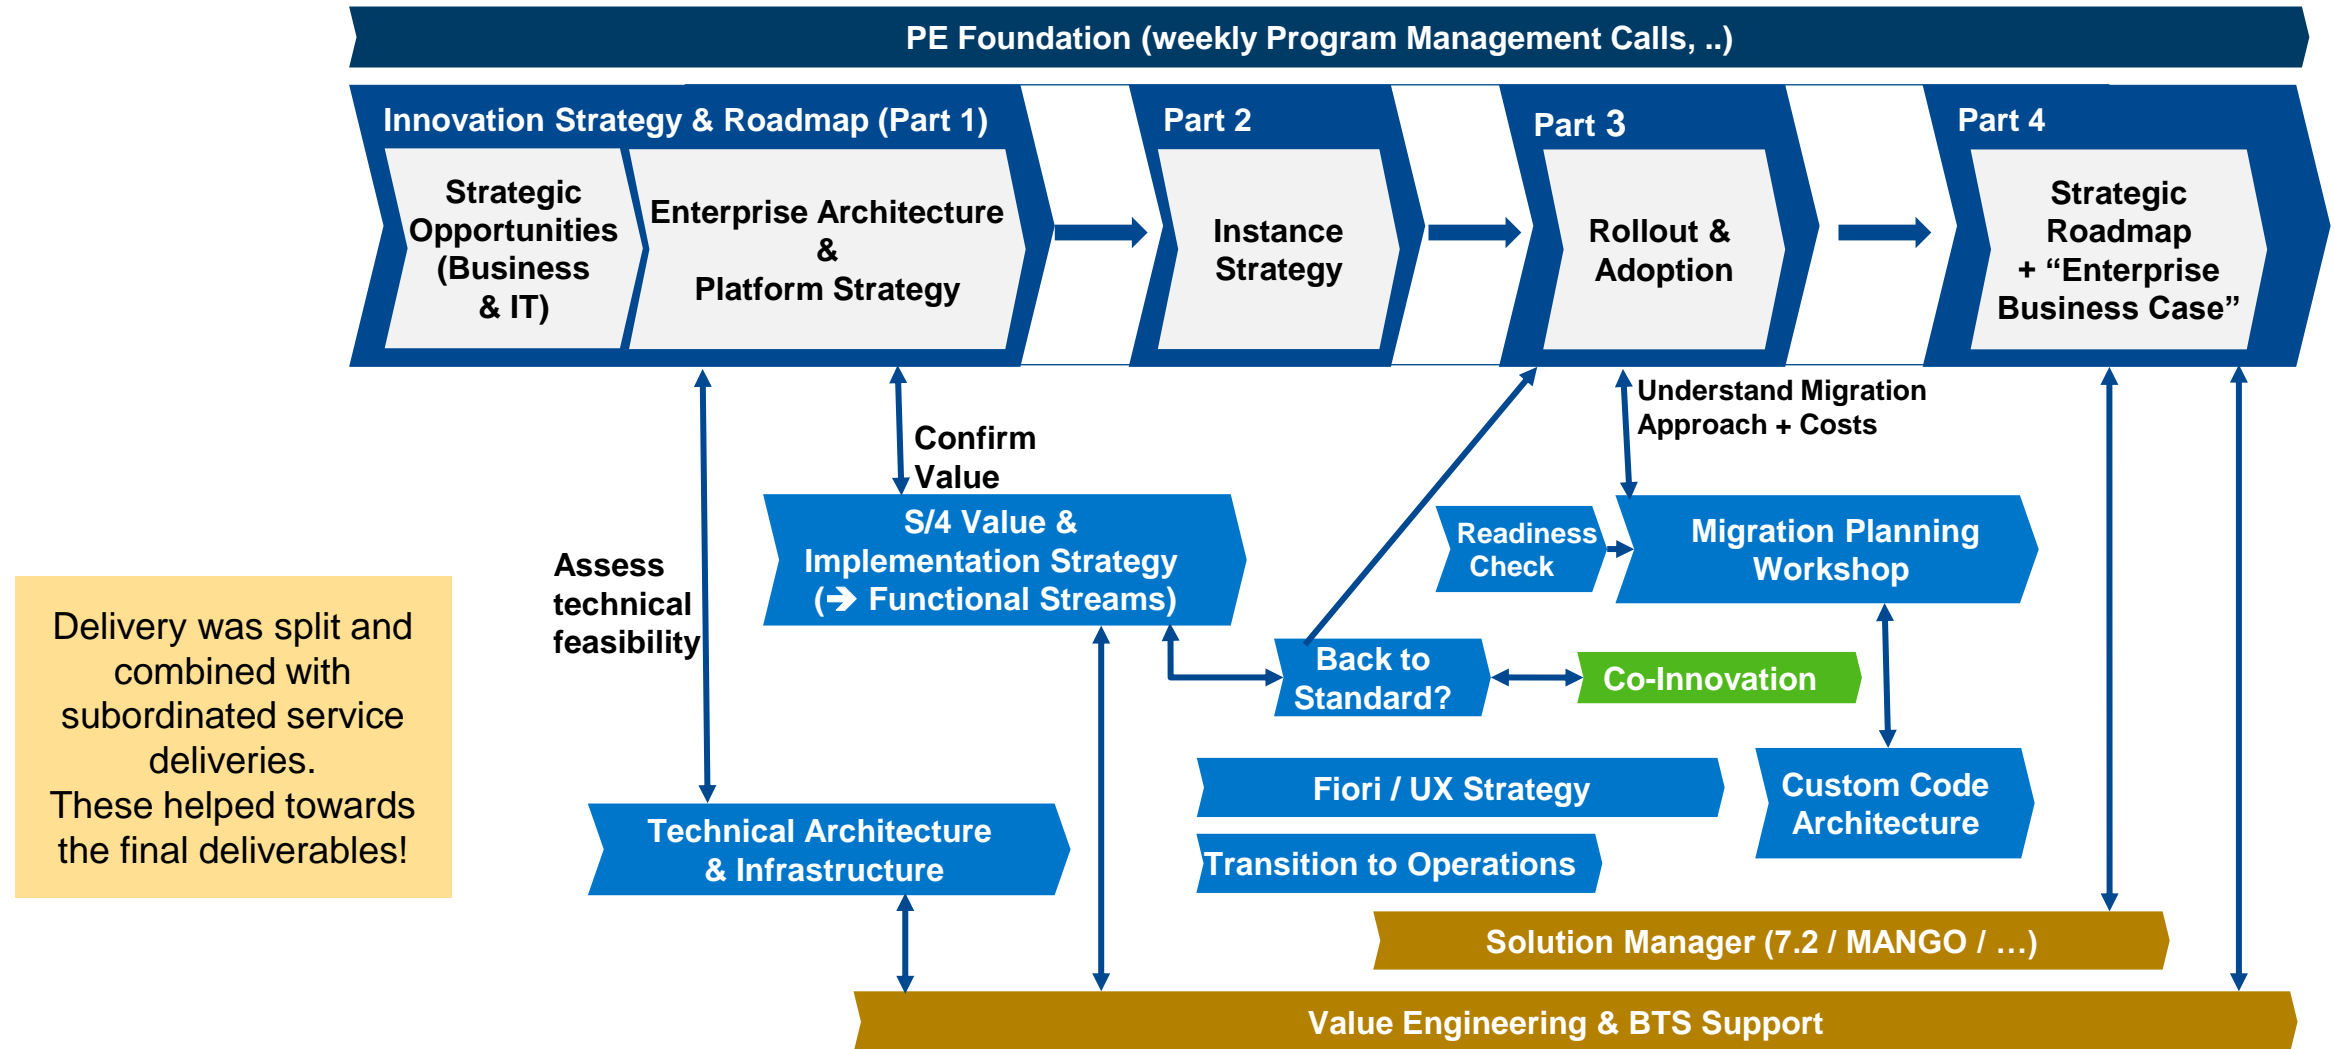 PE Foundation (weekly Program Management Calls, ..)
Innovation Strategy & Roadmap (Part 1)
Part 2
Part 3
Part 4
Strategic
Opportunities
(Business
& IT)
Enterprise Architecture
&
Platform Strategy
Instance
Strategy
Rollout &
Adoption
Strategic
Roadmap
+ “Enterprise
Business Case”
Understand Migration
Approach + Costs
Confirm
Value
S/4 Value &
Implementation Strategy
(➔ Functional Streams)
Readiness
Check
Migration Planning
Workshop
Assess
technical
feasibility
Delivery was split and
combined with
subordinated service
deliveries.
These helped towards
the final deliverables!
Back to
Standard?
Co-Innovation
Fiori / UX Strategy
Custom Code
Architecture
Technical Architecture
& Infrastructure
Transition to Operations
Solution Manager (7.2 / MANGO / …)
Value Engineering & BTS Support